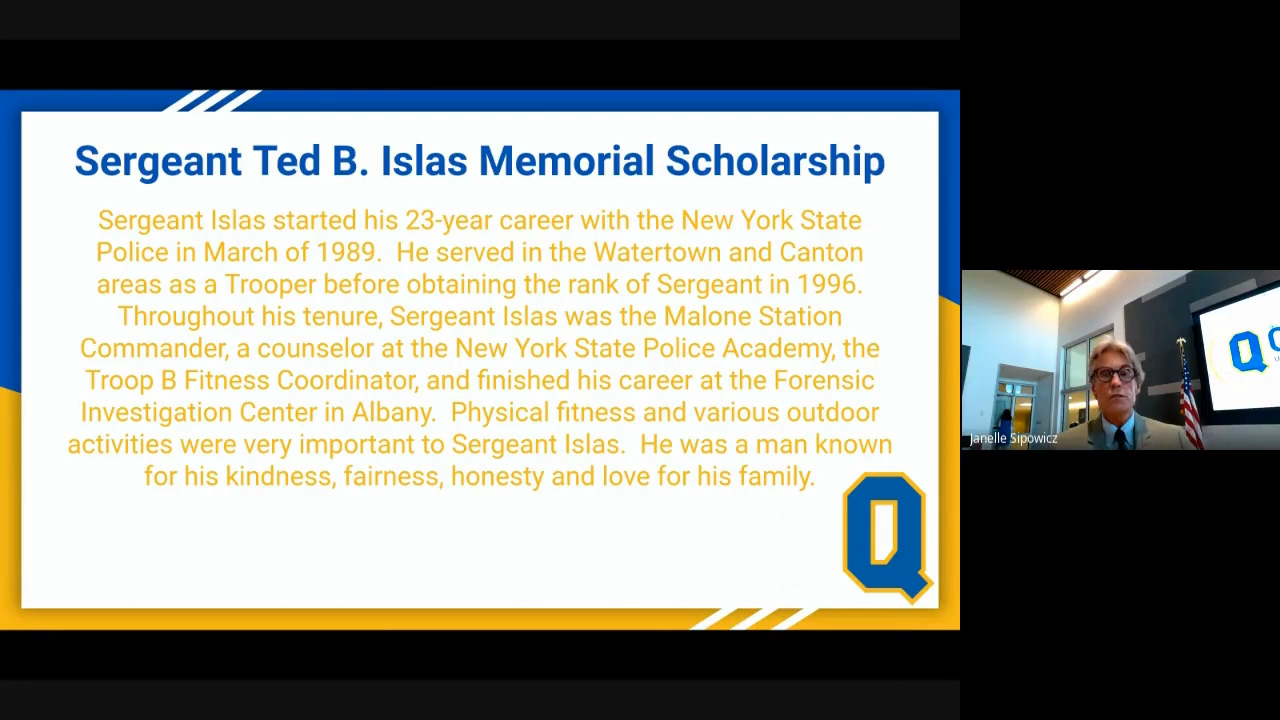 Sergeant Ted B. Islas Memorial Scholarship
Sergeant Islas started his 23-year career with the New York State
Police in March of 1989.  He served in the Watertown and Canton
areas as a Trooper before obtaining the rank of Sergeant in 1996.
Throughout his tenure, Sergeant Islas was the Malone Station
Commander, a counselor at the New York State Police Academy, the
Troop B Fitness Coordinator, and finished his career at the Forensic
Investigation Center in Albany.  Physical fitness and various outdoor
activities were very important to Sergeant Islas.  He was a man known
for his kindness, fairness, honesty and love for his family.
Q
Q
Janelle Sipowicz